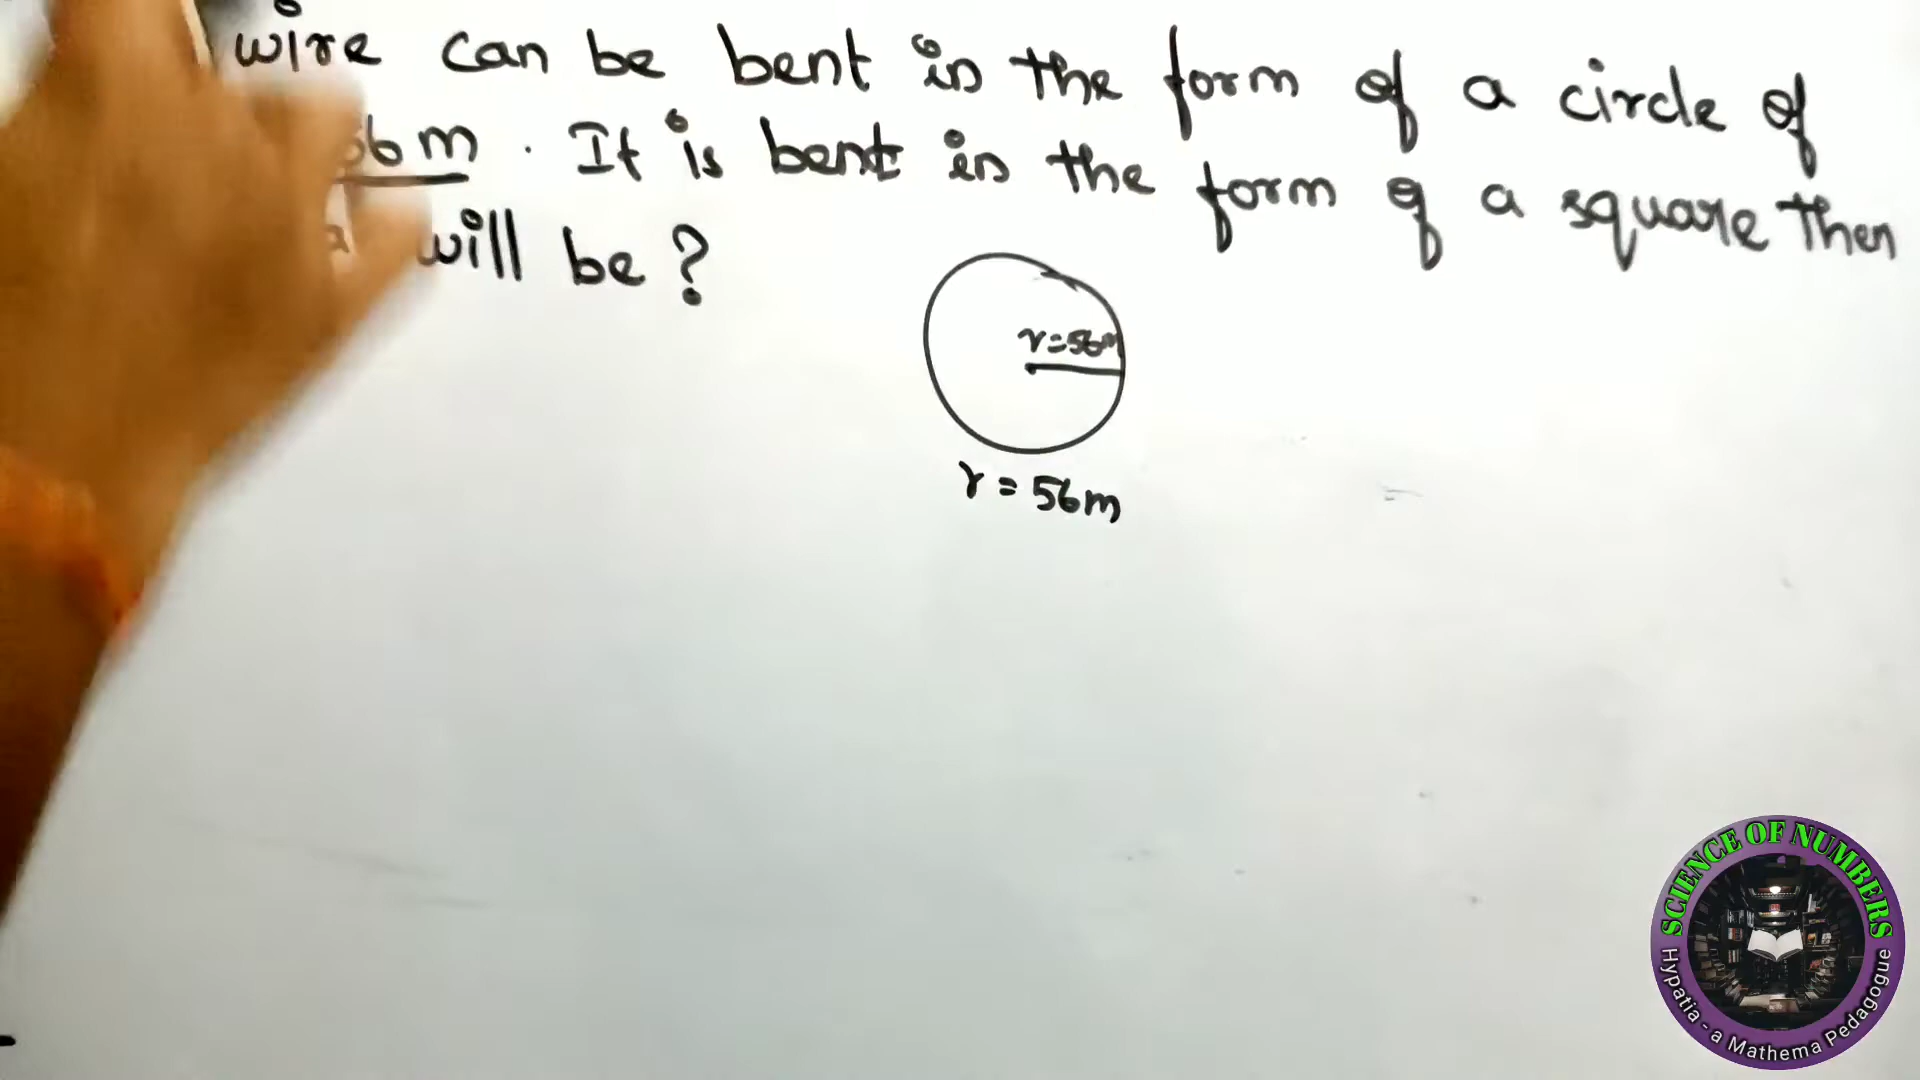 wire can be bent in the form of a circle of
56m. It is bent in the form of a square then
will be?
r=56m
r = 56m
SCIENCE OF NUMBERS
Hypatia - a Mathema Pedagogue